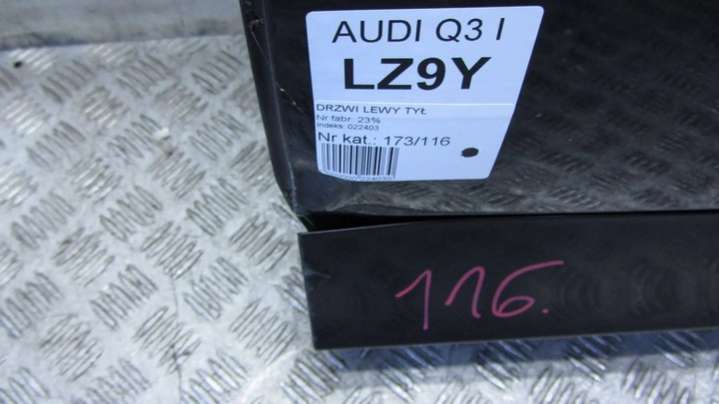 AUDI Q3 I
LZ9Y
DRZWI LEWY TYŁ
Nr fabr: 23%
Indeks: 022403
Nr kat.: 173/116
116.